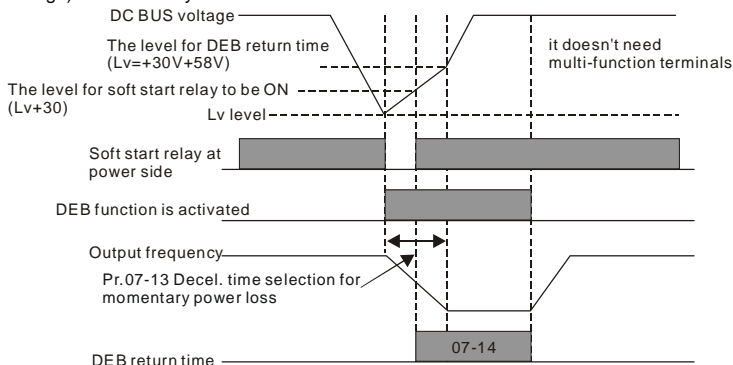 DC BUS voltage
The level for DEB return time
(Lv=+30V+58V)
it doesn't need
multi-function terminals
The level for soft start relay to be ON
(Lv+30)
Lv level
Soft start relay at
power side
DEB function is activated
Output frequency
Pr.07-13 Decel. time selection for
momentary power loss
07-14
DEB return time